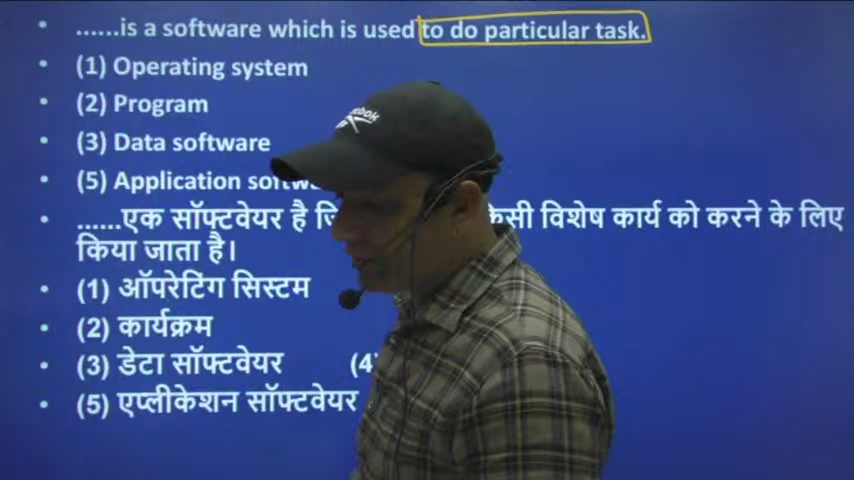 ......is a software which is used to do particular task.
(1) Operating system
(2) Program
(3) Data software
(5) Application
......एक सॉफ्टवेयर है विशेष कार्य को करने के लिए
किया जाता है।
(1) ऑपरेटिंग सिस्टम
(2) कार्यक्रम
(3) डेटा सॉफ्टवेयर
(5) एप्लीकेशन सॉफ्टवेयर